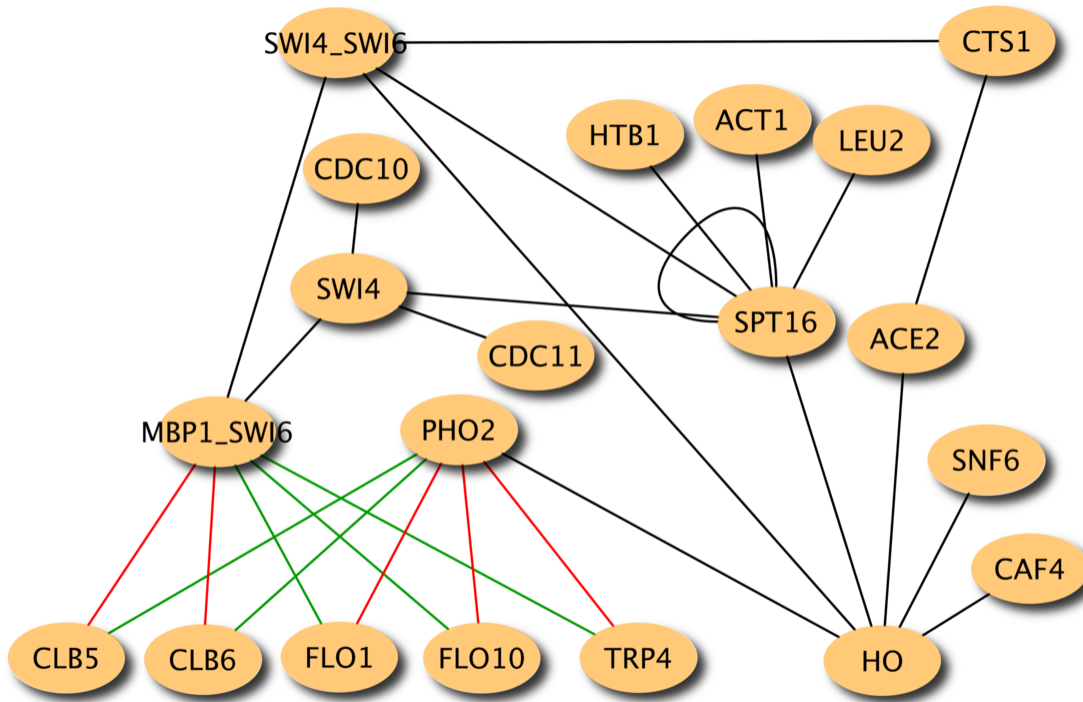 SWI4_SWI6
CTS1
HTB1
ACT1
LEU2
CDC10
SWI4
SPT16
ACE2
CDC11
MBP1_SWI6
PHO2
SNF6
CAF4
CLB5
CLB6
FLO1
FLO10
TRP4
HO